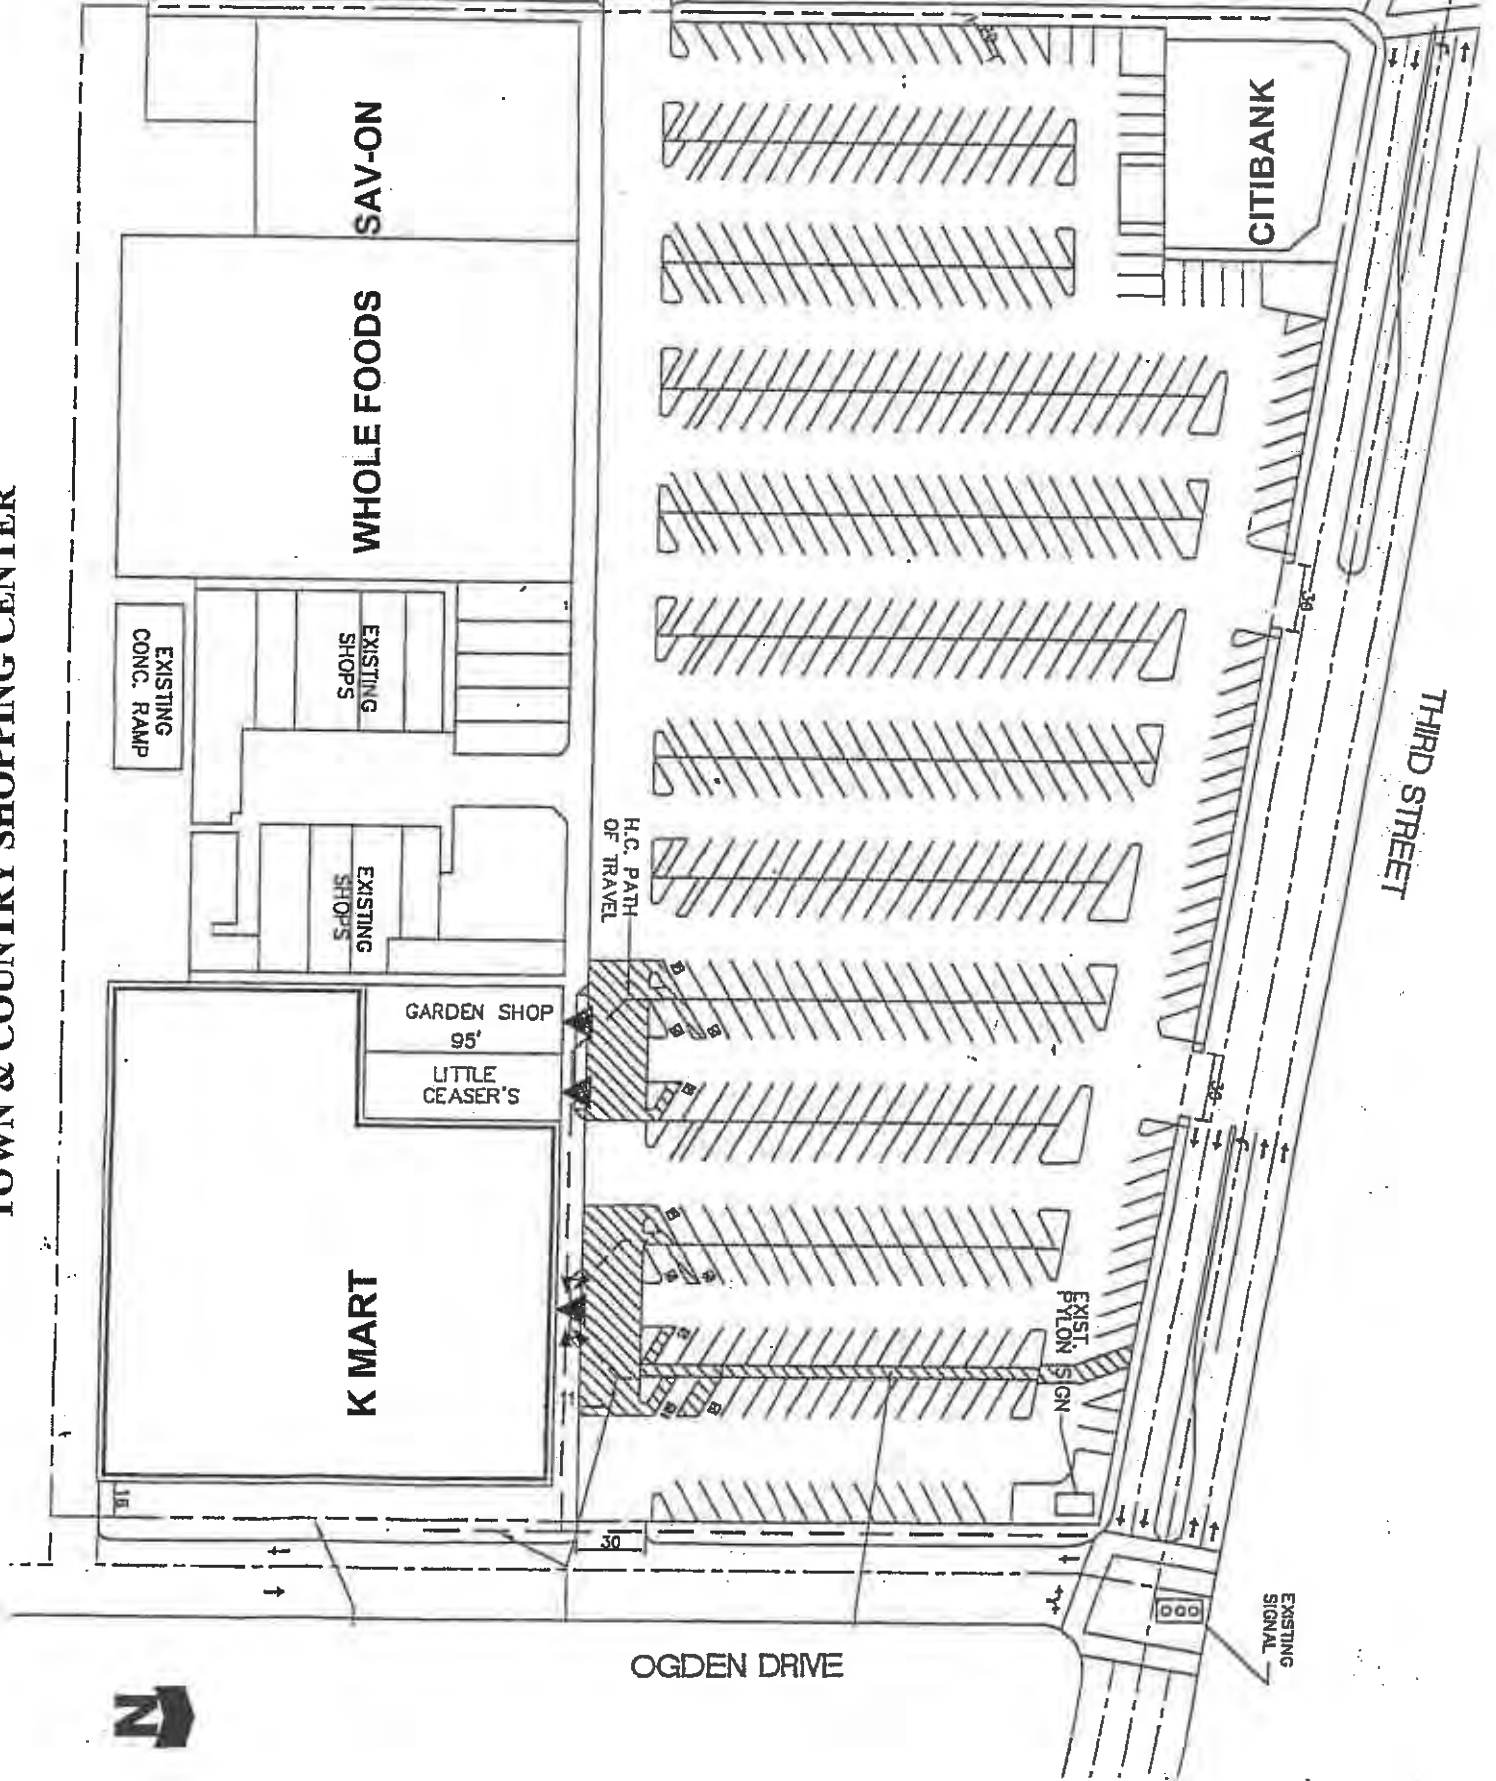 TOWN & COUNTRY SHOPPING CENTER
SAV-ON
WHOLE FOODS
CITIBANK
EXISTING
SHOPS
EXISTING
CONC. RAMP
EXISTING
SHOPS
H.C. PATH
OF TRAVEL
GARDEN SHOP
95'
LITTLE
CEASER'S
K MART
THIRD STREET
30
30
EXIST.
PYLON SIGN
16
30
OGDEN DRIVE
EXISTING
SIGNAL
N